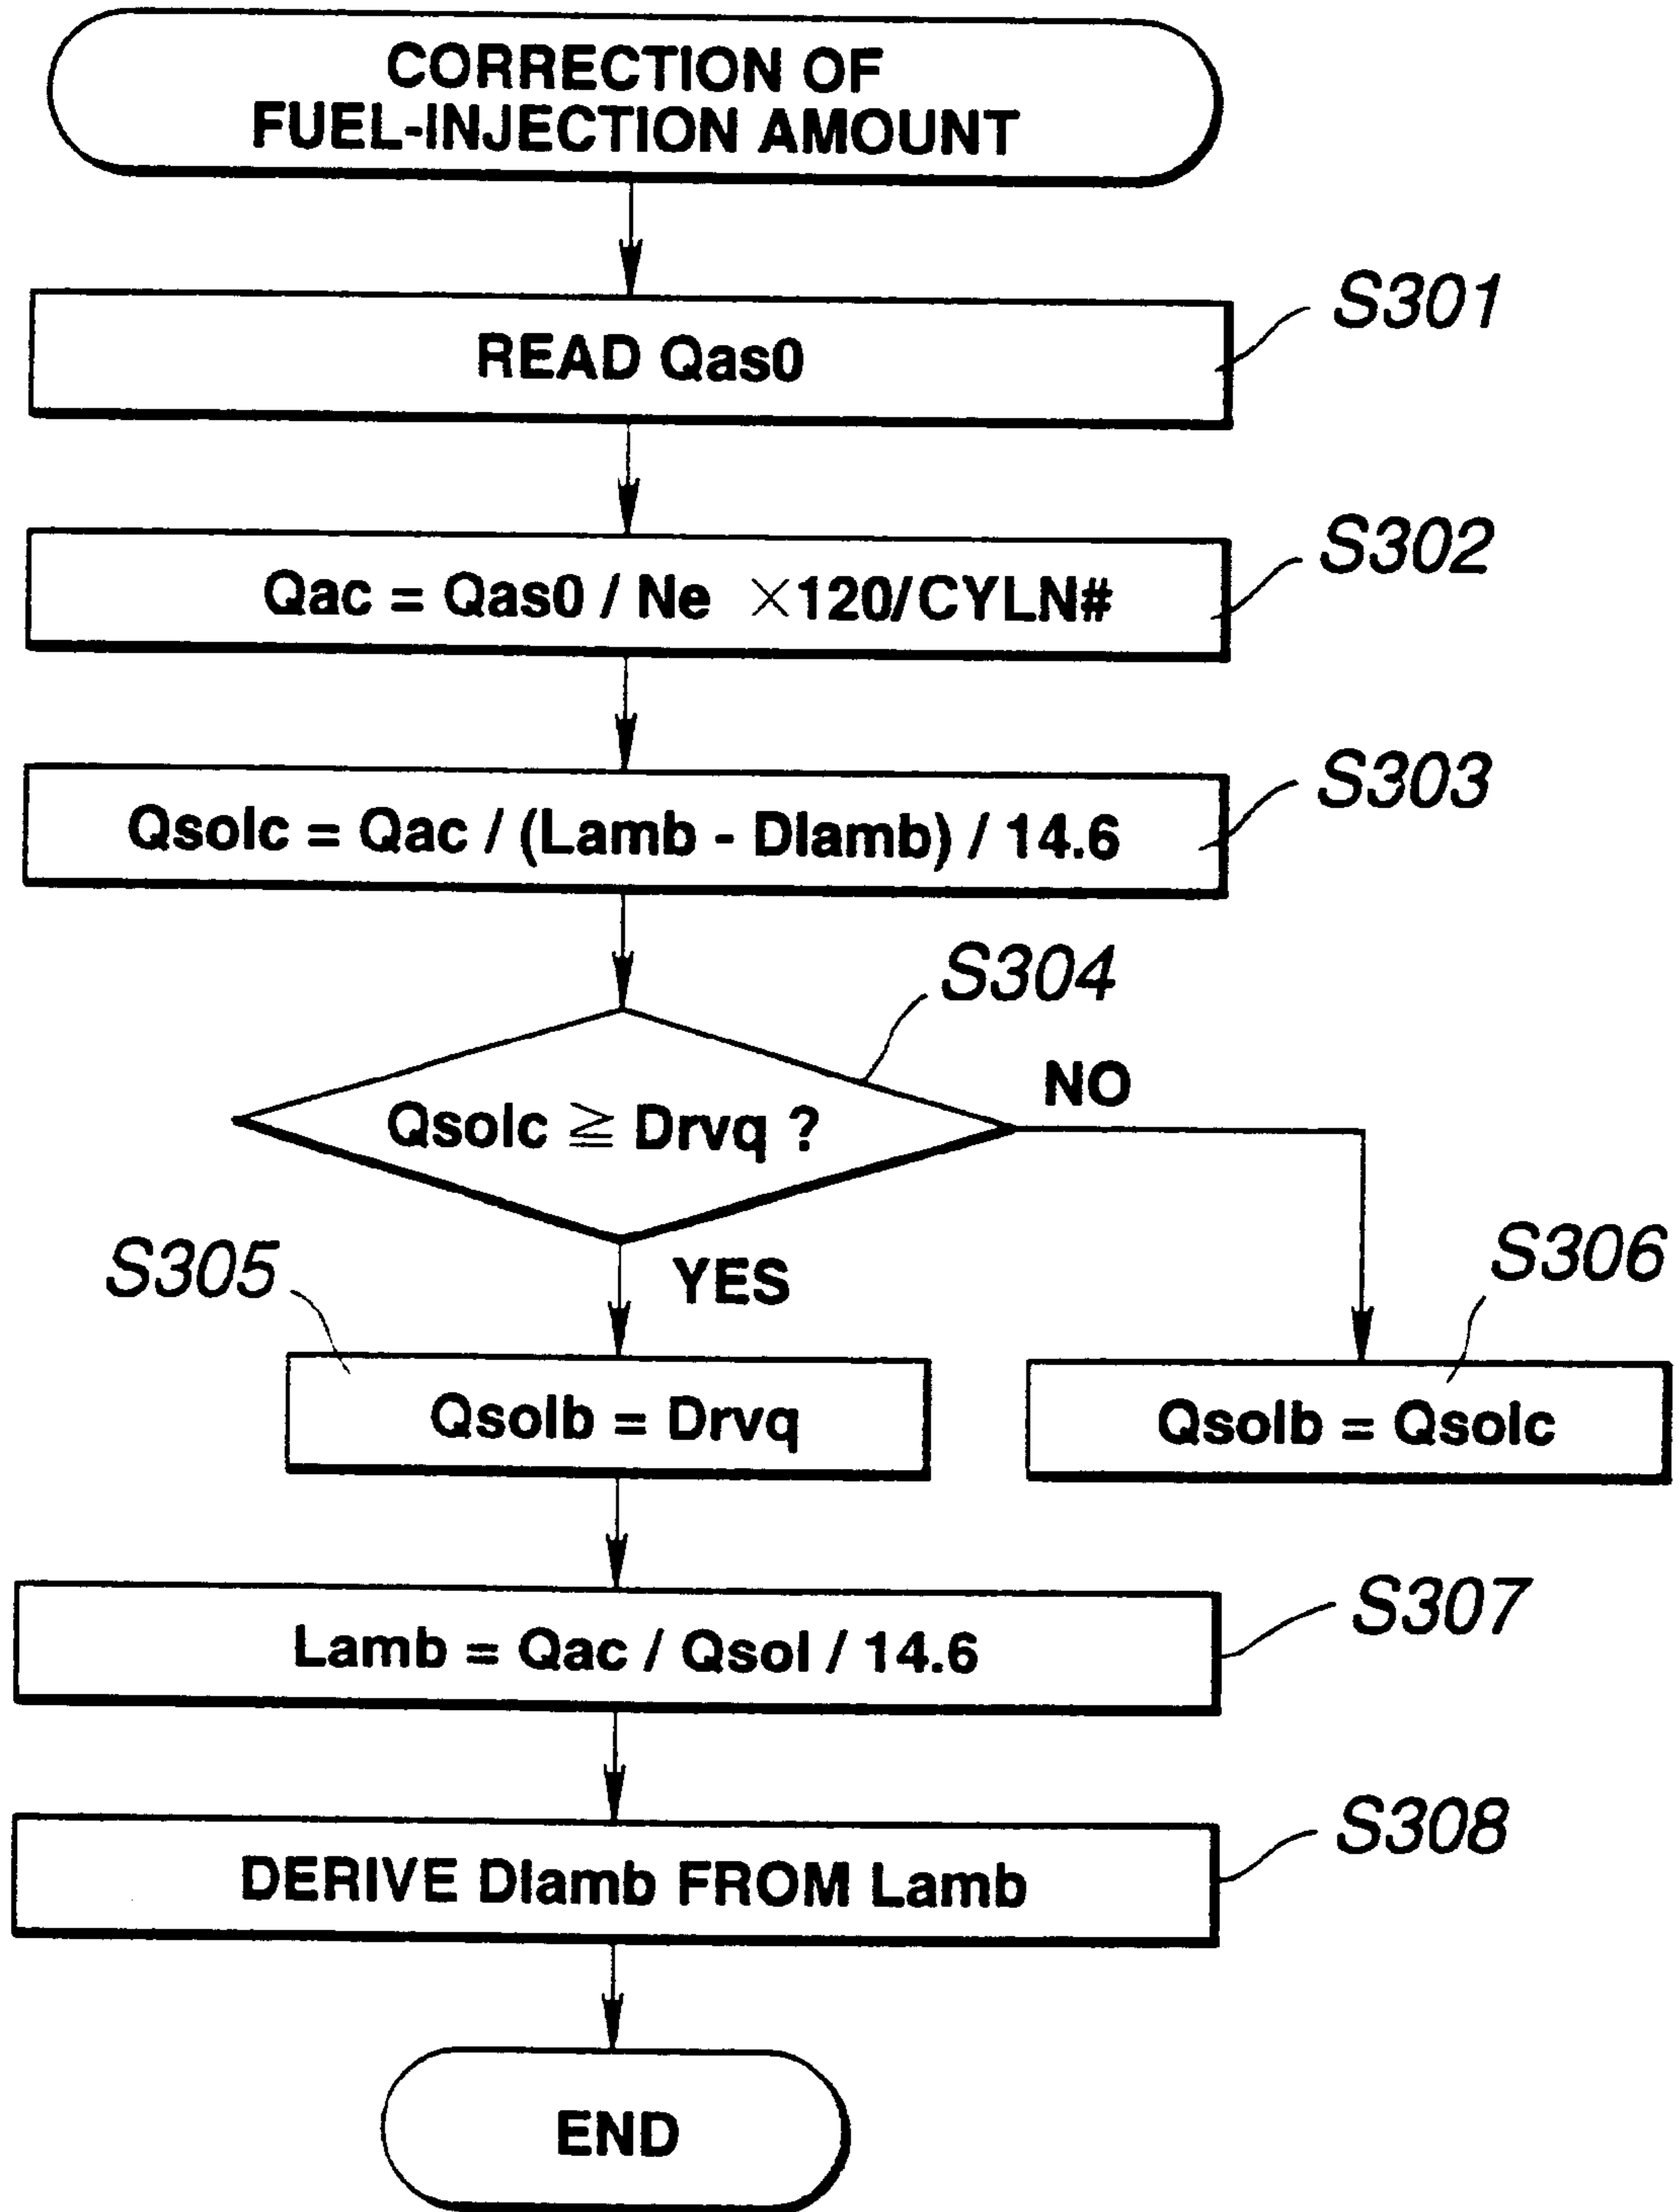 CORRECTION OF
FUEL-INJECTION AMOUNT
READ Qas0
S301
Qac = Qas0 / Ne ×120/CYLN#
S302
Qsolc = Qac / (Lamb - Dlamb) / 14.6
S303
S304
Qsolc ≧ Drvq ?
NO
YES
S305
S306
Qsolb = Drvq
Qsolb = Qsolc
Lamb = Qac / Qsol / 14.6
S307
DERIVE Dlamb FROM Lamb
S308
END